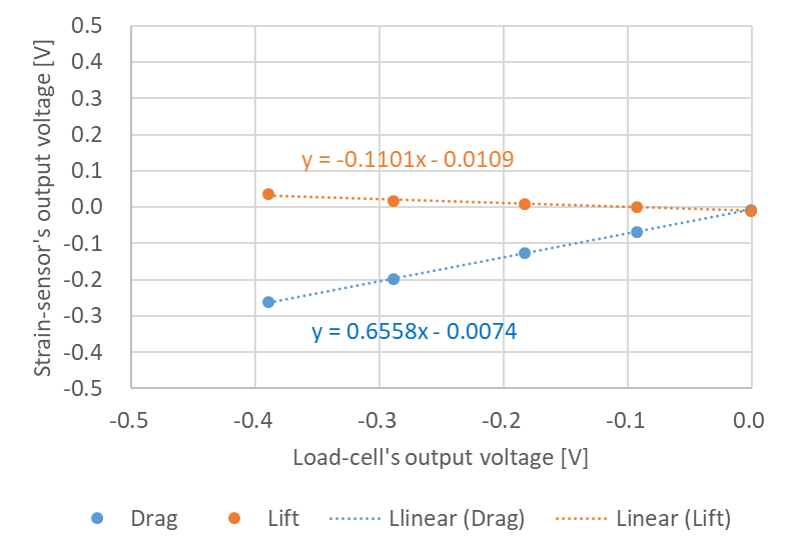 Strain-sensor's output voltage [V]
0.5
0.4
0.3
0.2
0.1
0.0
-0.1
-0.2
-0.3
-0.4
-0.5
y = -0.1101x - 0.0109
y = 0.6558x - 0.0074
-0.5 -0.4 -0.3 -0.2 -0.1 0.0
Load-cell's output voltage [V]
Drag Lift Llinear (Drag) Linear (Lift)